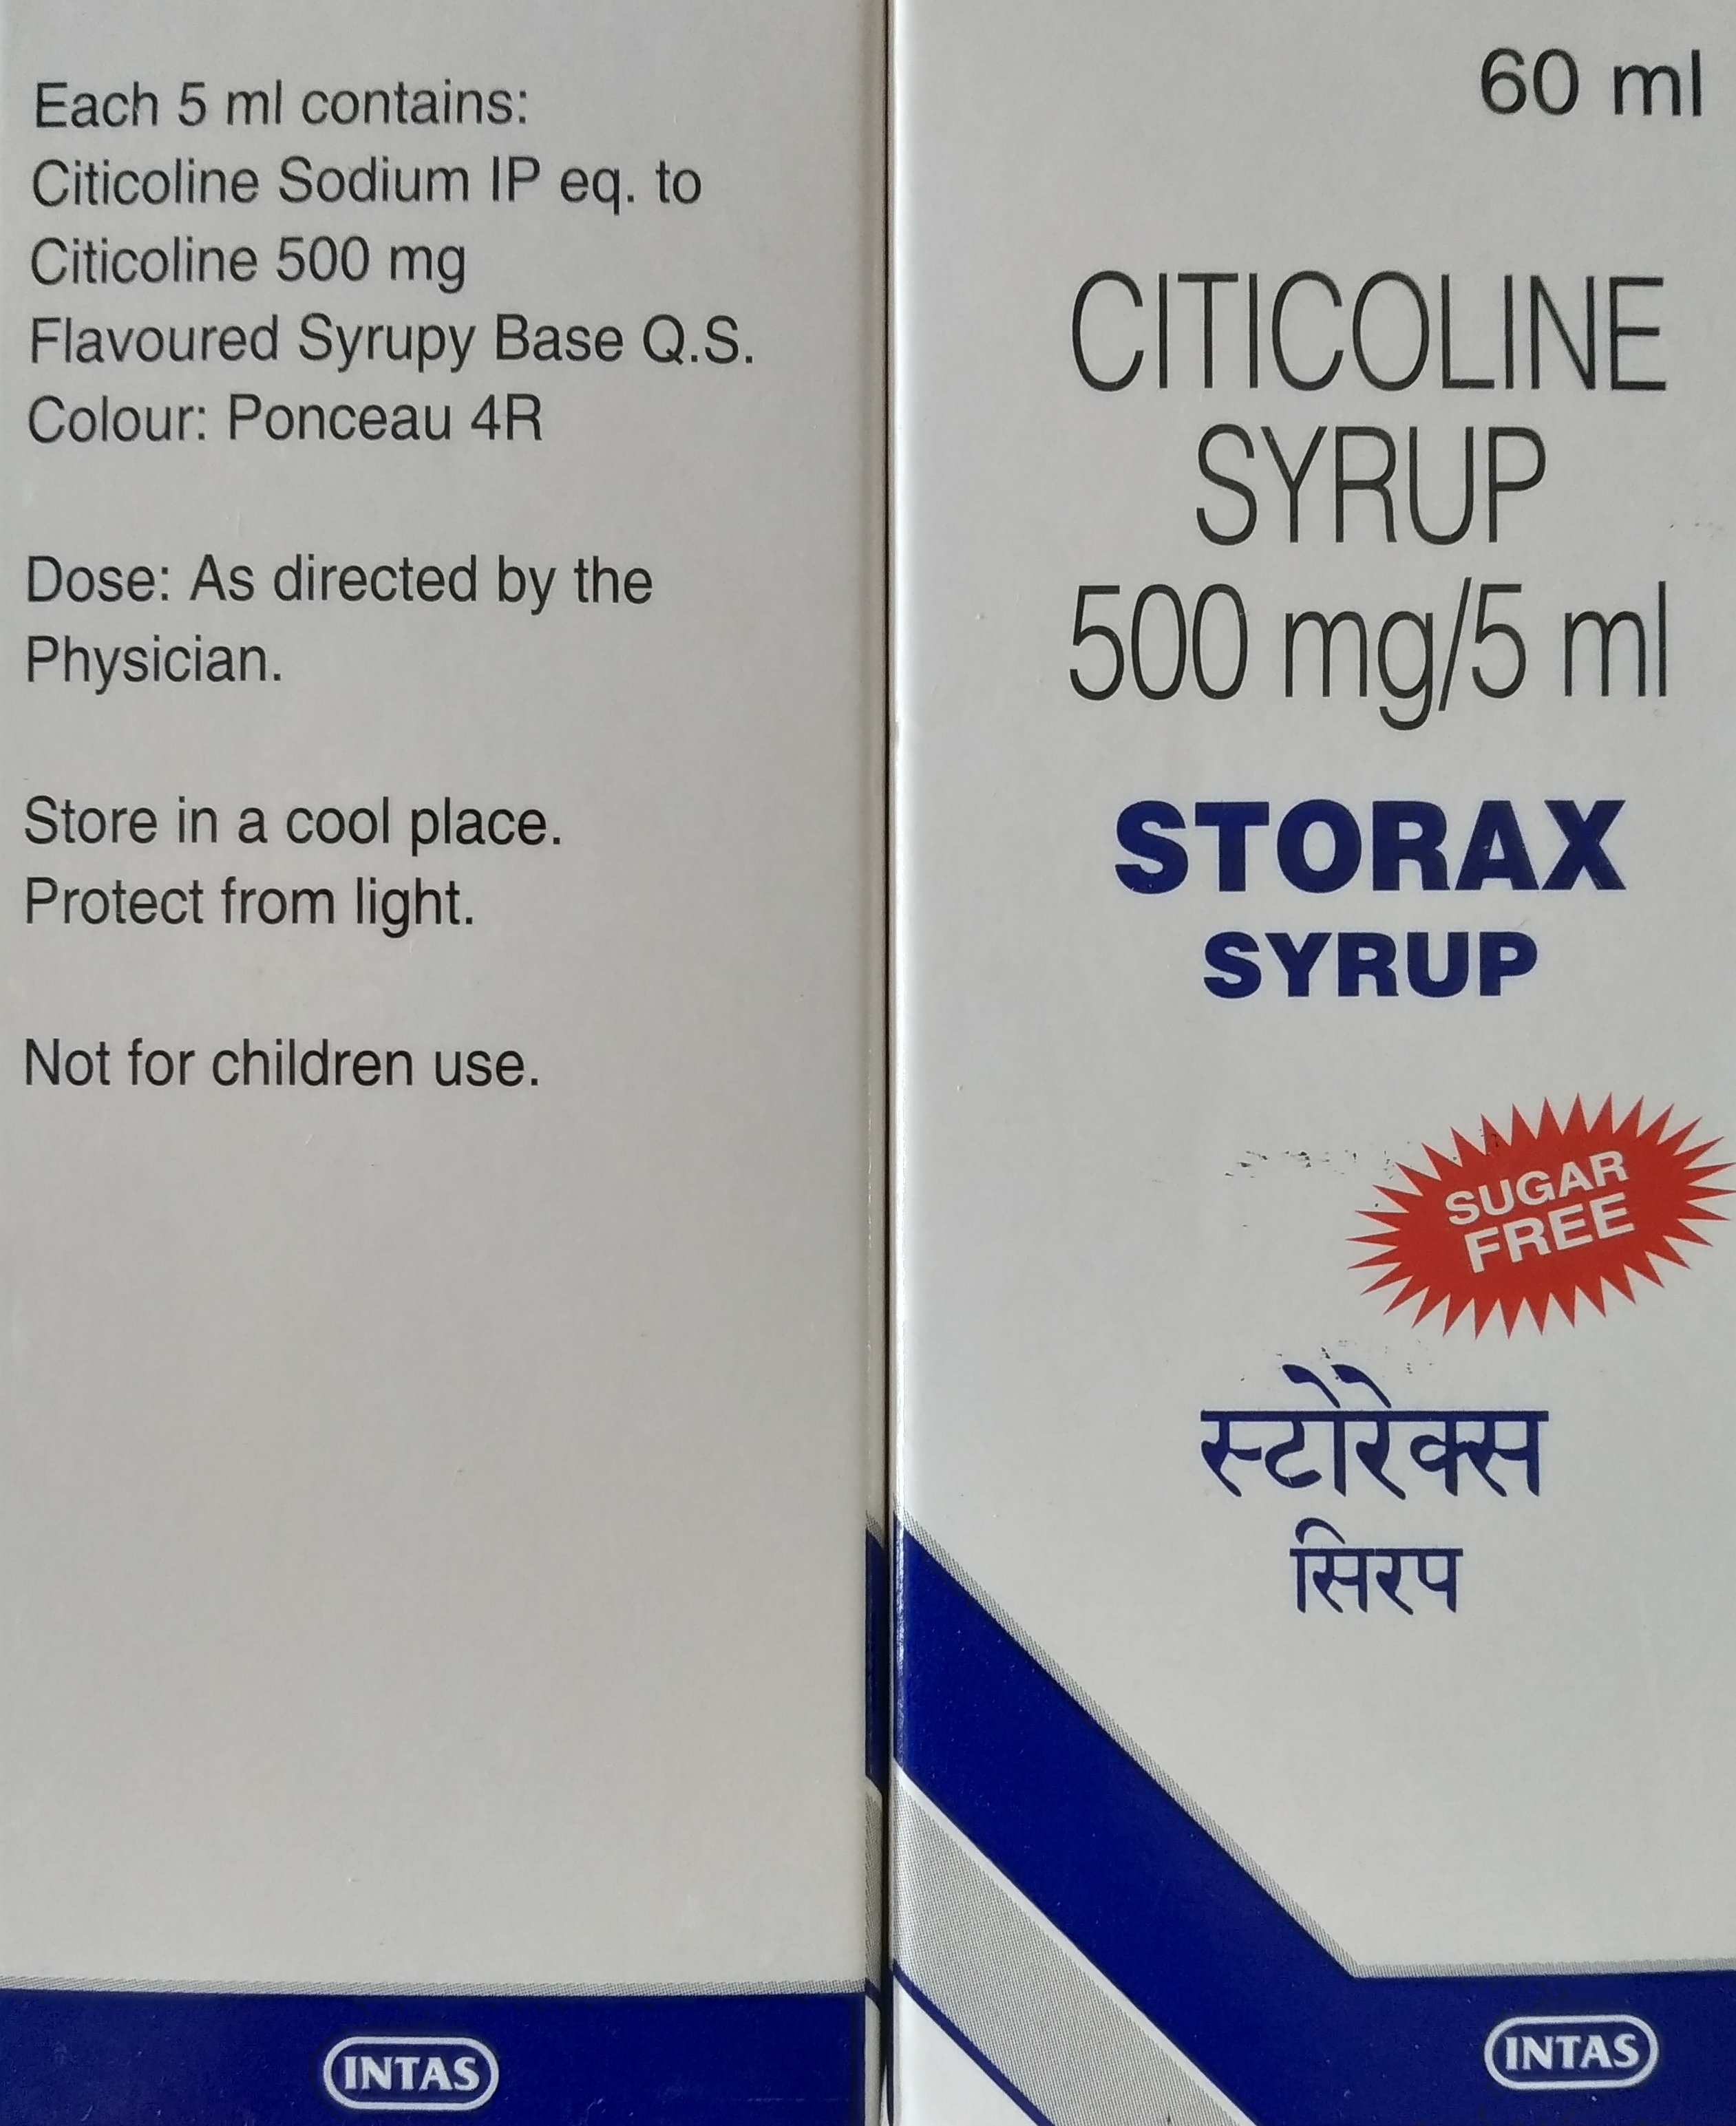 Each 5 ml contains:
Citicoline Sodium IP eq. to
Citicoline 500 mg
Flavoured Syrupy Base Q.S.
Colour: Ponceau 4R
Dose: As directed by the
Physician.
Store in a cool place.
Protect from light.
Not for children use.
INTAS
60 ml
CITICOLINE
SYRUP
500 mg/5 ml
STORAX
SYRUP
SUGAR
FREE
स्टोरेक्स
सिरप
INTAS